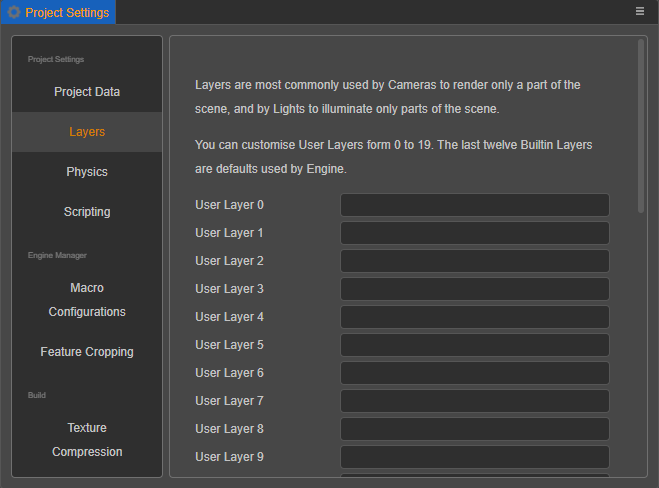 Project Settings
Project Settings
Project Data
Layers
Physics
Scripting
Engine Manager
Macro
Configurations
Feature Cropping
Build
Texture
Compression
Layers are most commonly used by Cameras to render only a part of the
scene, and by Lights to illuminate only parts of the scene.
You can customise User Layers form 0 to 19. The last twelve Builtin Layers
are defaults used by Engine.
User Layer 0
User Layer 1
User Layer 2
User Layer 3
User Layer 4
User Layer 5
User Layer 6
User Layer 7
User Layer 8
User Layer 9